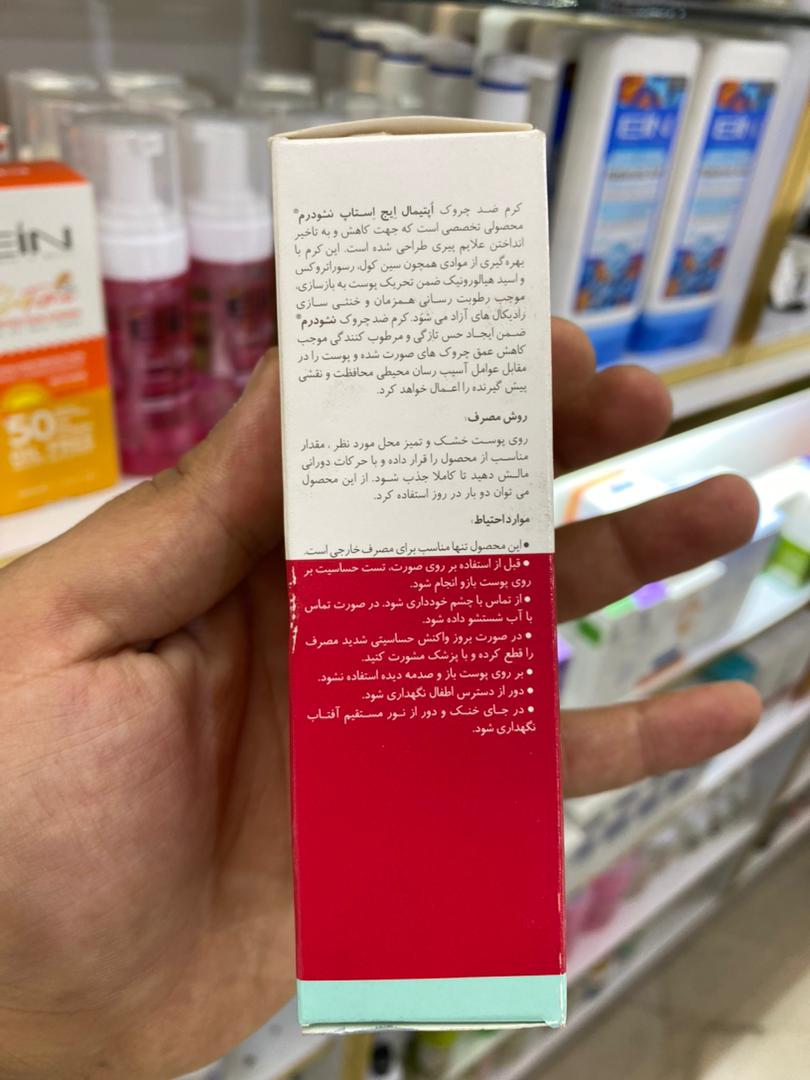 کرم ضد چروک اُپتیمال اِیج اِستاپ نئودرم®
محصولی تخصصی است که جهت کاهش و به تاخیر
انداختن علایم پیری طراحی شده است. این کرم با
بهره‌گیری از موادی همچون سین کول، رسوراتروکس
و اسید هیالورونیک ضمن تحریک پوست به بازسازی،
موجب رطوبت رسانی همزمان و خنثی سازی
رادیکال های آزاد می شود. کرم ضد چروک نئودرم®
ضمن ایجاد حس تازگی و مرطوب کنندگی موجب
کاهش عمق چروک های صورت شده و پوست را در
مقابل عوامل آسیب رسان محیطی محافظت و نقشی
پیش گیرنده را اعمال خواهد کرد.
روش مصرف:
روی پوست خشک و تمیز محل مورد نظر ، مقدار
مناسب از محصول را قرار داده و با حرکات دورانی
مالش دهید تا کاملا جذب شود. از این محصول
می توان دو بار در روز استفاده کرد.
موارد احتیاط:
• این محصول تنها مناسب برای مصرف خارجی است.
• قبل از استفاده بر روی صورت، تست حساسیت بر
روی پوست بازو انجام شود.
• از تماس با چشم خودداری شود. در صورت تماس
با آب شستشو داده شود.
• در صورت بروز واکنش حساسیتی شدید مصرف
را قطع کرده و با پزشک مشورت کنید.
• بر روی پوست باز و صدمه دیده استفاده نشود.
• دور از دسترس اطفال نگهداری شود.
• در جای خنک و دور از نور مستقیم آفتاب
نگهداری شود.
EIN
50
EIN
EIN